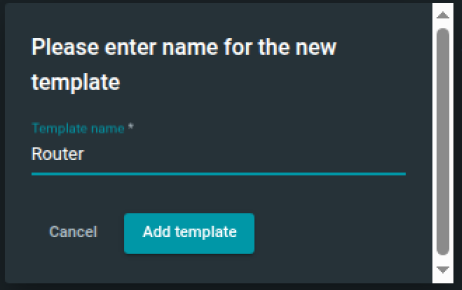 Please enter name for the new
template
Template name *
Router
Cancel Add template